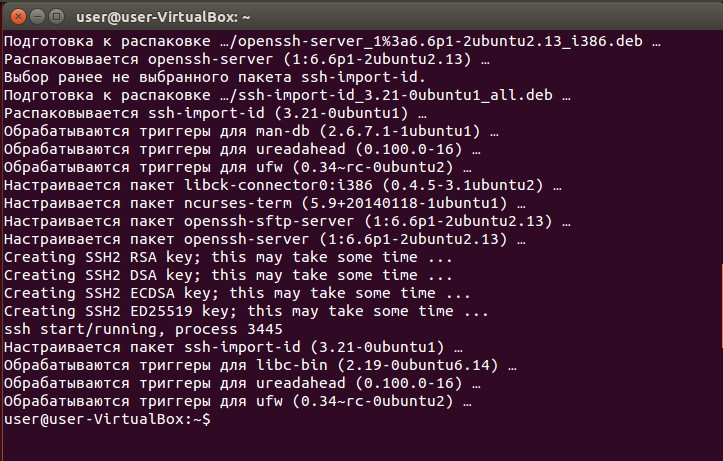 user@user-VirtualBox: ~
Подготовка к распаковке …/openssh-server_1%3a6.6p1-2ubuntu2.13_i386.deb …
Распаковывается openssh-server (1:6.6p1-2ubuntu2.13) …
Выбор ранее не выбранного пакета ssh-import-id.
Подготовка к распаковке …/ssh-import-id_3.21-0ubuntu1_all.deb …
Распаковывается ssh-import-id (3.21-0ubuntu1) …
Обрабатываются триггеры для man-db (2.6.7.1-1ubuntu1) …
Обрабатываются триггеры для ureadahead (0.100.0-16) …
Обрабатываются триггеры для ufw (0.34~rc-0ubuntu2) …
Настраивается пакет libck-connector0:i386 (0.4.5-3.1ubuntu2) …
Настраивается пакет ncurses-term (5.9+20140118-1ubuntu1) …
Настраивается пакет openssh-sftp-server (1:6.6p1-2ubuntu2.13) …
Настраивается пакет openssh-server (1:6.6p1-2ubuntu2.13) …
Creating SSH2 RSA key; this may take some time ...
Creating SSH2 DSA key; this may take some time ...
Creating SSH2 ECDSA key; this may take some time ...
Creating SSH2 ED25519 key; this may take some time ...
ssh start/running, process 3445
Настраивается пакет ssh-import-id (3.21-0ubuntu1) …
Обрабатываются триггеры для libc-bin (2.19-0ubuntu6.14) …
Обрабатываются триггеры для ureadahead (0.100.0-16) …
Обрабатываются триггеры для ufw (0.34~rc-0ubuntu2) …
user@user-VirtualBox:~$